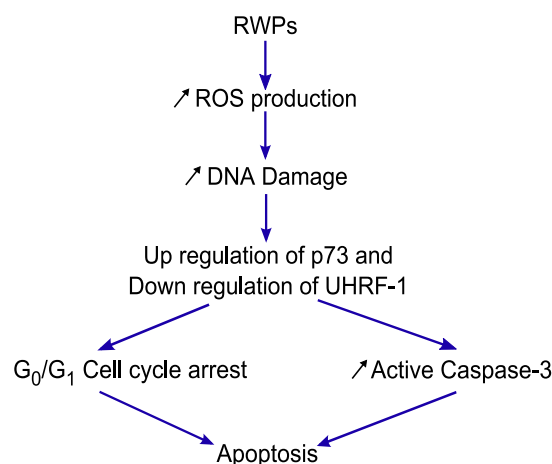 RWPs
↗ ROS production
↗ DNA Damage
Up regulation of p73 and
Down regulation of UHRF-1
G₀/G₁ Cell cycle arrest
↗ Active Caspase-3
Apoptosis